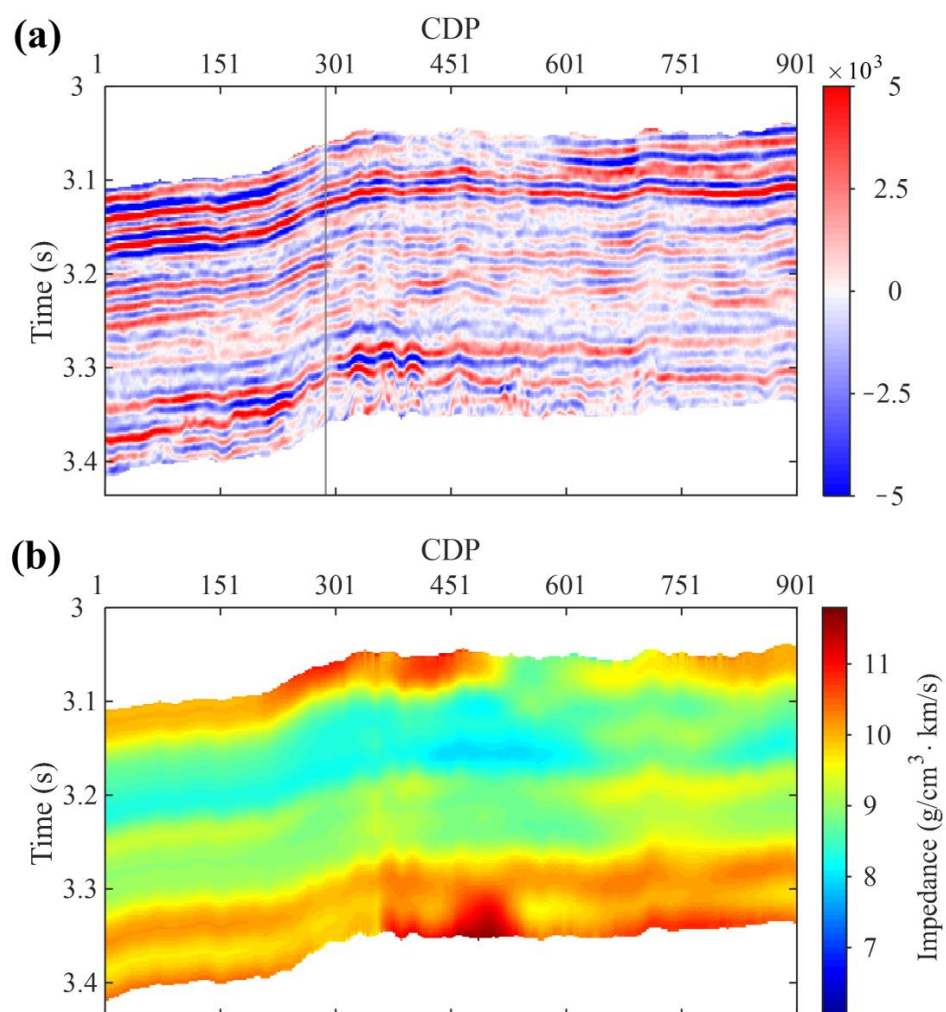 (a)
CDP
1 151 301 451 601 751 901
×10³
3
3.1
3.2
3.3
3.4
Time (s)
5
2.5
0
−2.5
−5
(b)
CDP
1 151 301 451 601 751 901
3
3.1
3.2
3.3
3.4
Time (s)
11
10
9
8
7
Impedance (g/cm³ · km/s)